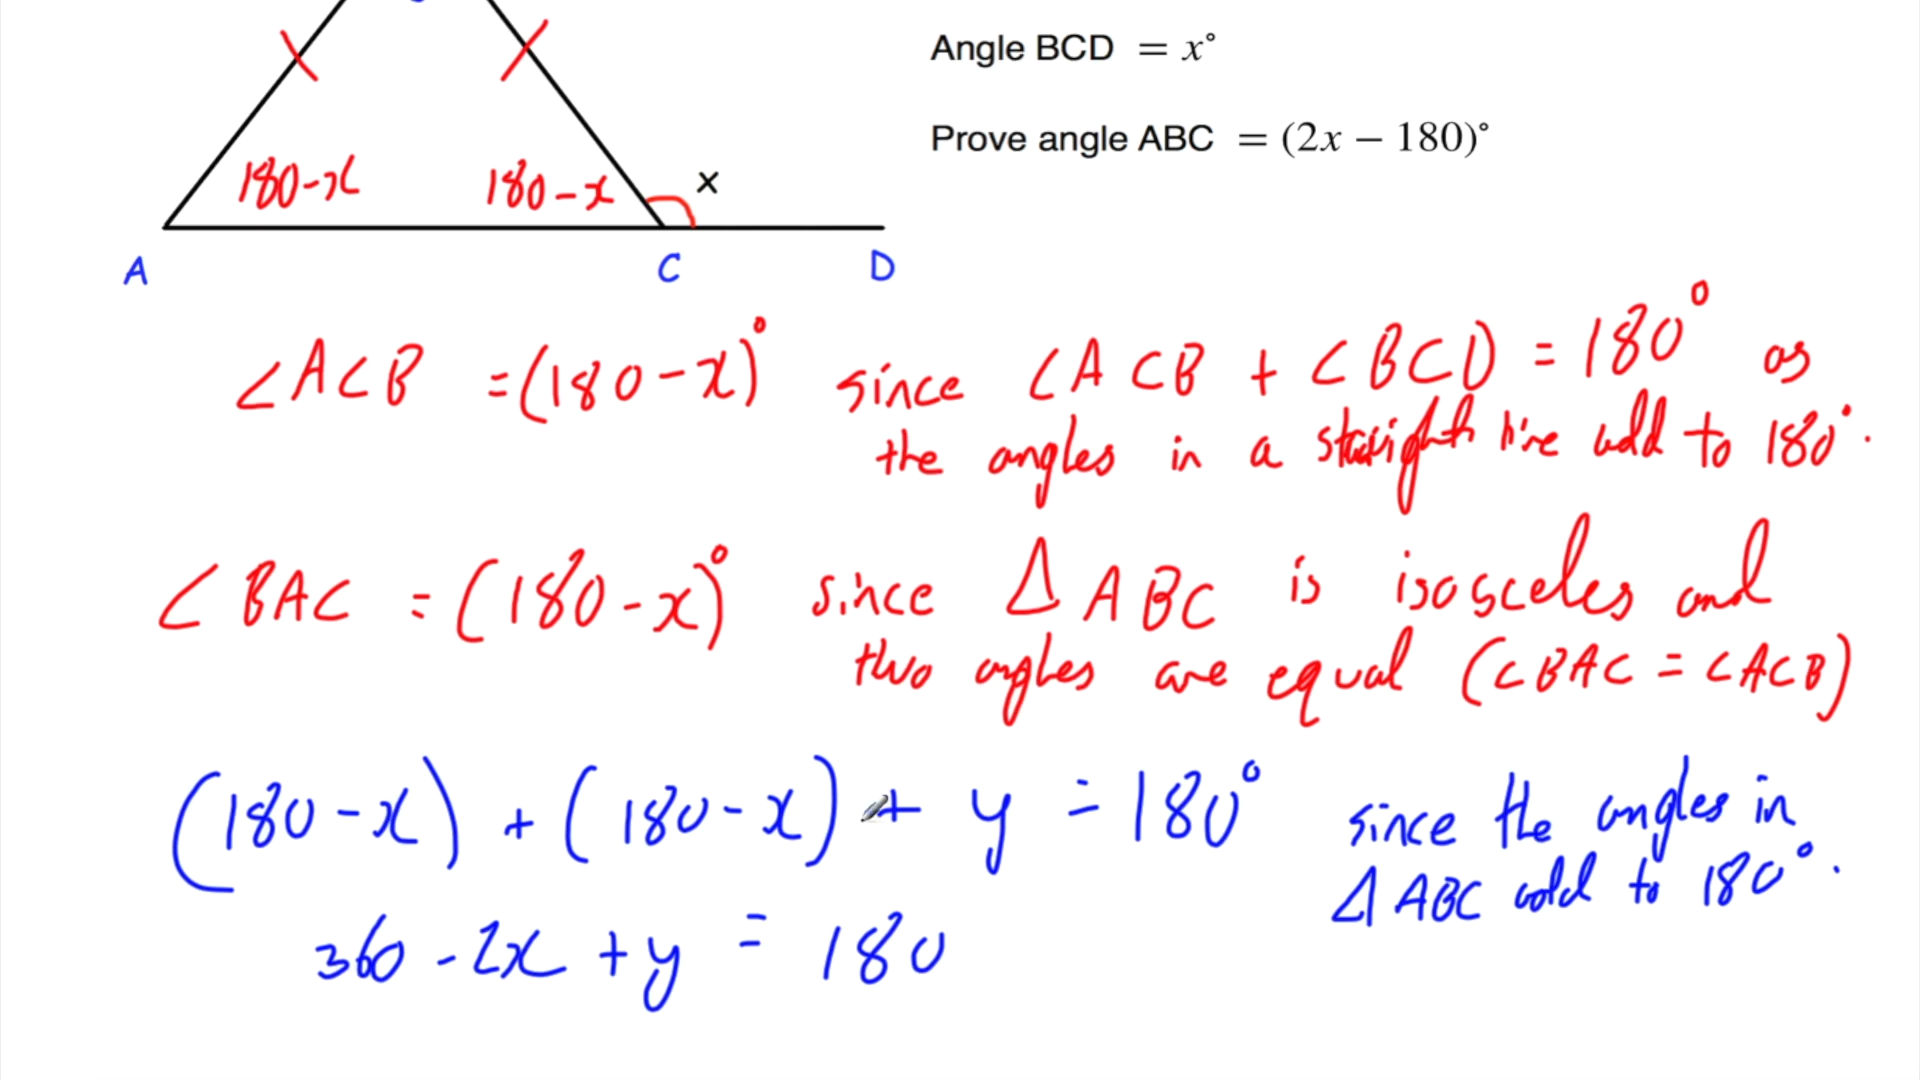 Angle BCD = x°
Prove angle ABC = (2x − 180)°
180-x
180-x
x
A
C
D
∠ACB = (180-x)° since ∠ACB + ∠BCD = 180° as
the angles in a straight line add to 180°.
∠BAC = (180-x)° since ΔABC is isosceles and
two angles are equal (∠BAC = ∠ACB)
(180-x) + (180-x) + y = 180° since the angles in
ΔABC add to 180°.
360 - 2x + y = 180